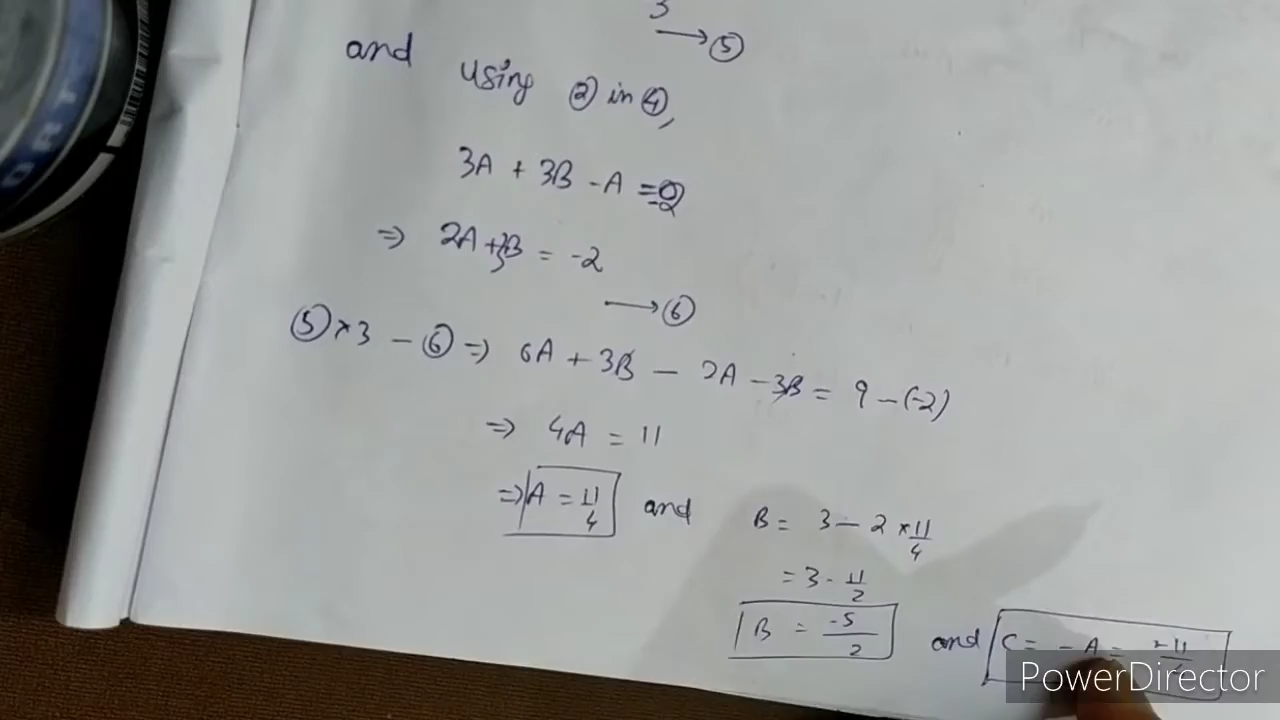 3
→ ⑤
and using ② in ④,
3A + 3B - A = -2
⇒ 2A + 3B = -2
→ ⑥
⑤ × 3 - ⑥ ⇒ 6A + 3B - 2A - 3B = 9 - (-2)
⇒ 4A = 11
⇒ A = 11/4 and B = 3 - 2 × 11/4
= 3 - 11/2
B = -5/2 and C = -A = -11
PowerDirector
ORT